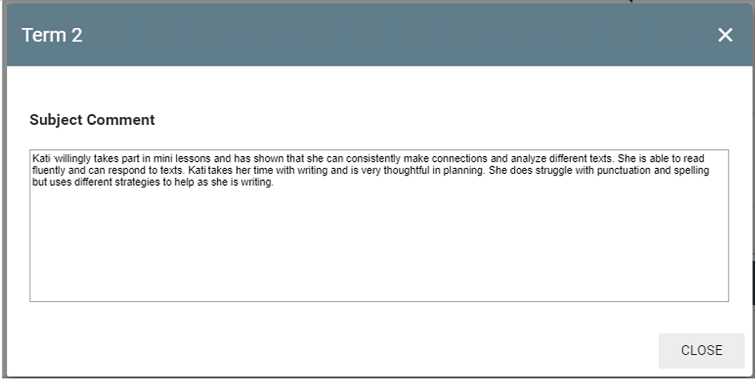 Term 2
Subject Comment
Kati willingly takes part in mini lessons and has shown that she can consistently make connections and analyze different texts. She is able to read
fluently and can respond to texts. Kati takes her time with writing and is very thoughtful in planning. She does struggle with punctuation and spelling
but uses different strategies to help as she is writing.
CLOSE